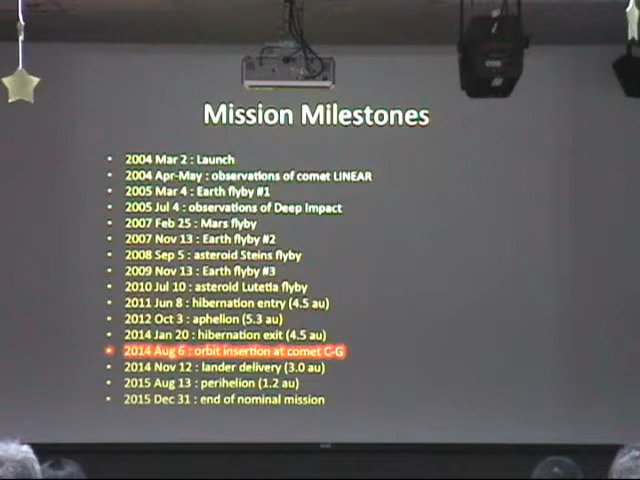 Mission Milestones
• 2004 Mar 2 : Launch
• 2004 Apr-May : observations of comet LINEAR
• 2005 Mar 4 : Earth flyby #1
• 2005 Jul 4 : observations of Deep Impact
• 2007 Feb 25 : Mars flyby
• 2007 Nov 13 : Earth flyby #2
• 2008 Sep 5 : asteroid Steins flyby
• 2009 Nov 13 : Earth flyby #3
• 2010 Jul 10 : asteroid Lutetia flyby
• 2011 Jun 8 : hibernation entry (4.5 au)
• 2012 Oct 3 : aphelion (5.3 au)
• 2014 Jan 20 : hibernation exit (4.5 au)
• 2014 Aug 6 : orbit insertion at comet C-G
• 2014 Nov 12 : lander delivery (3.0 au)
• 2015 Aug 13 : perihelion (1.2 au)
• 2015 Dec 31 : end of nominal mission